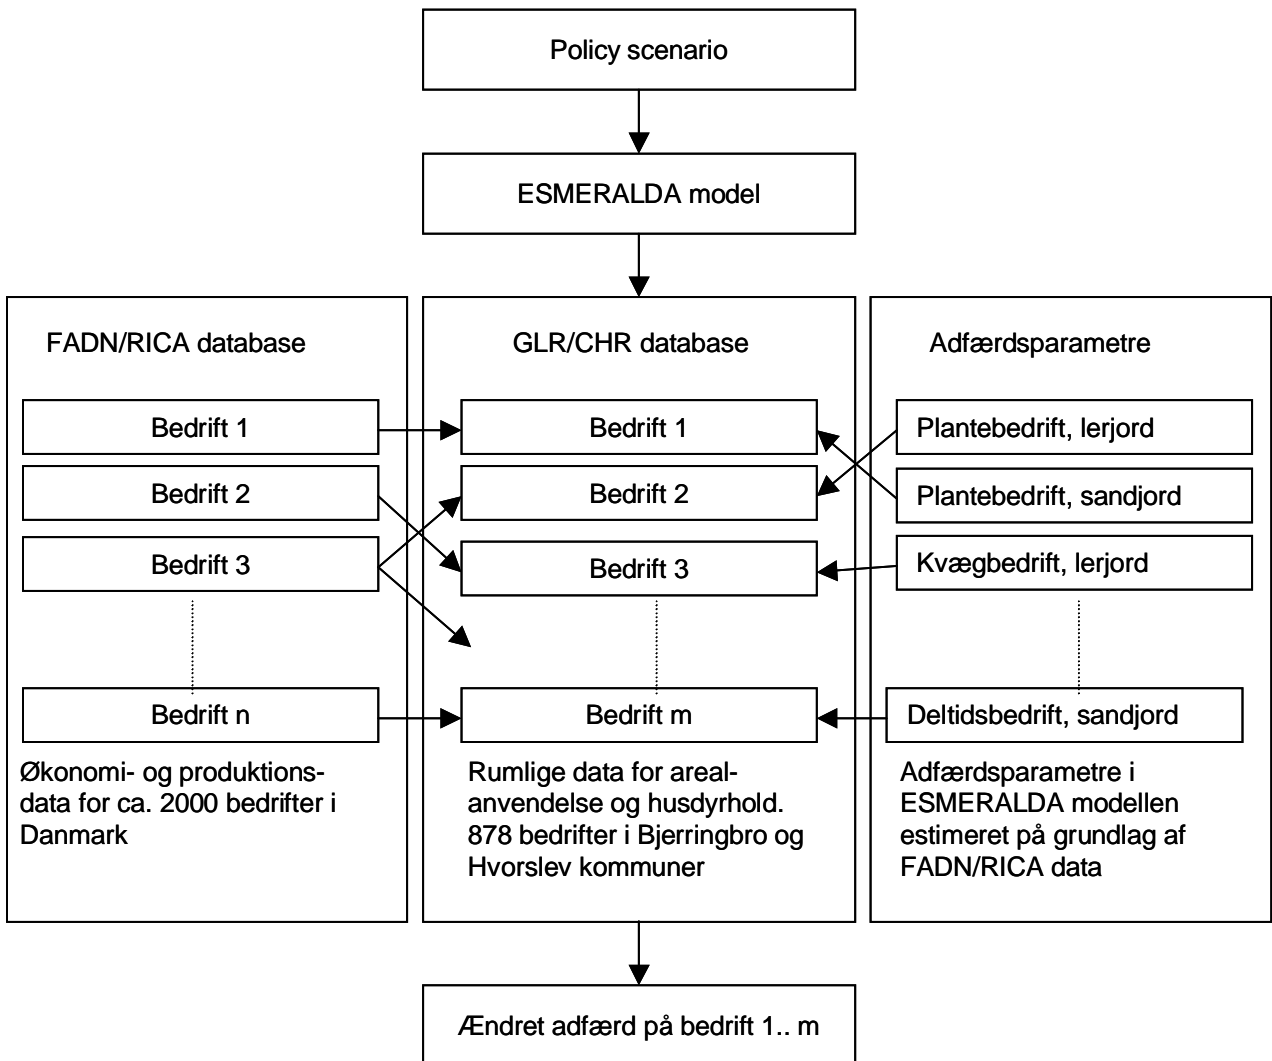 Policy scenario
ESMERALDA model
FADN/RICA database
Bedrift 1
Bedrift 2
Bedrift 3
Bedrift n
Økonomi- og produktions-
data for ca. 2000 bedrifter i
Danmark
GLR/CHR database
Bedrift 1
Bedrift 2
Bedrift 3
Bedrift m
Rumlige data for areal-
anvendelse og husdyrhold.
878 bedrifter i Bjerringbro og
Hvorslev kommuner
Adfærdsparametre
Plantebedrift, lerjord
Plantebedrift, sandjord
Kvægbedrift, lerjord
Deltidsbedrift, sandjord
Adfærdsparametre i
ESMERALDA modellen
estimeret på grundlag af
FADN/RICA data
Ændret adfærd på bedrift 1.. m